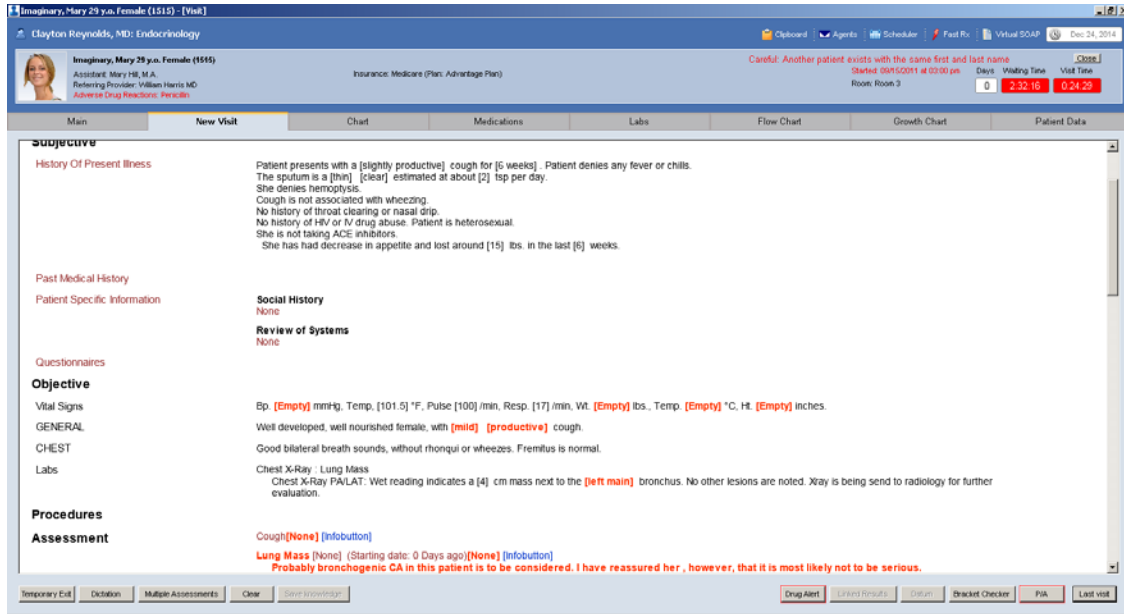 Imaginary, Mary 29 y.o. Female (1515) - [Visit]
Clayton Reynolds, MD: Endocrinology
Clipboard Agents Scheduler Fast Rx Virtual SOAP Dec 24, 2014
Imaginary, Mary 29 y.o. Female (1515)
Assistant: Mary Hill, M.A.
Referring Provider: William Harris MD
Adverse Drug Reactions: Penicillin
Insurance: Medicare (Plan: Advantage Plan)
Careful: Another patient exists with the same first and last name
Started: 09/15/2011 at 03:00 pm
Room: Room 3
Close
Days Waiting Time Visit Time
0 2:32:16 0:24:29
Main New Visit Chart Medications Labs Flow Chart Growth Chart Patient Data
Subjective
History Of Present Illness
Patient presents with a [slightly productive] cough for [6 weeks] . Patient denies any fever or chills.
The sputum is a [thin] [clear] estimated at about [2] tsp per day.
She denies hemoptysis.
Cough is not associated with wheezing.
No history of throat clearing or nasal drip.
No history of HIV or IV drug abuse. Patient is heterosexual.
She is not taking ACE inhibitors.
She has had decrease in appetite and lost around [15] lbs. in the last [6] weeks.
Past Medical History
Patient Specific Information
Social History
None
Review of Systems
None
Questionnaires
Objective
Vital Signs
Bp. [Empty] mmHg, Temp, [101.5] °F, Pulse [100] /min, Resp. [17] /min, Wt. [Empty] lbs., Temp. [Empty] °C, Ht. [Empty] inches.
GENERAL
Well developed, well nourished female, with [mild] [productive] cough.
CHEST
Good bilateral breath sounds, without rhonqui or wheezes. Fremitus is normal.
Labs
Chest X-Ray : Lung Mass
Chest X-Ray PA/LAT: Wet reading indicates a [4] cm mass next to the [left main] bronchus. No other lesions are noted. Xray is being send to radiology for further
evaluation.
Procedures
Assessment
Cough[None] [Infobutton]
Lung Mass [None] (Starting date: 0 Days ago)[None] [Infobutton]
Probably bronchogenic CA in this patient is to be considered. I have reassured her , however, that it is most likely not to be serious.
Temporary Exit Dictation Multiple Assessments Clear Save knowledge Drug Alert Linked Results Datum Bracket Checker P/A Last visit